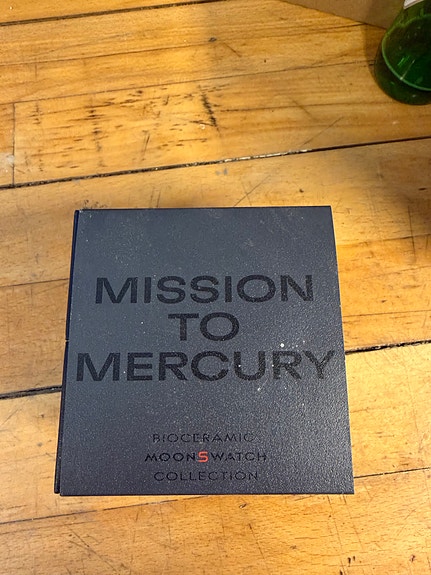 MISSION
TO
MERCURY
BIOCERAMIC
MOONSWATCH
COLLECTION